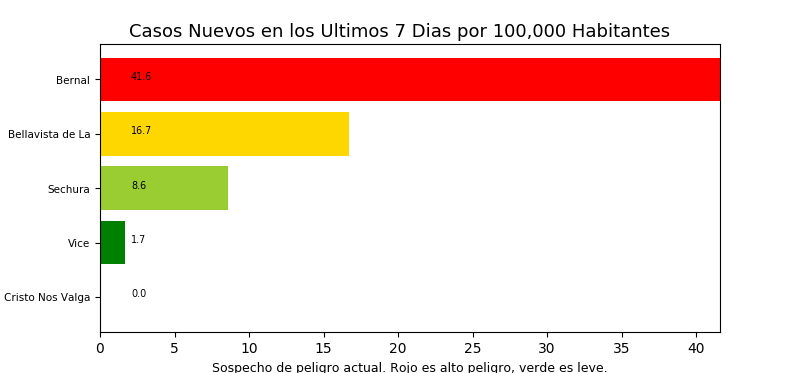 Casos Nuevos en los Ultimos 7 Dias por 100,000 Habitantes
Bernal 41.6
Bellavista de La 16.7
Sechura 8.6
Vice 1.7
Cristo Nos Valga 0.0
0 5 10 15 20 25 30 35 40
Sospecho de peligro actual. Rojo es alto peligro, verde es leve.